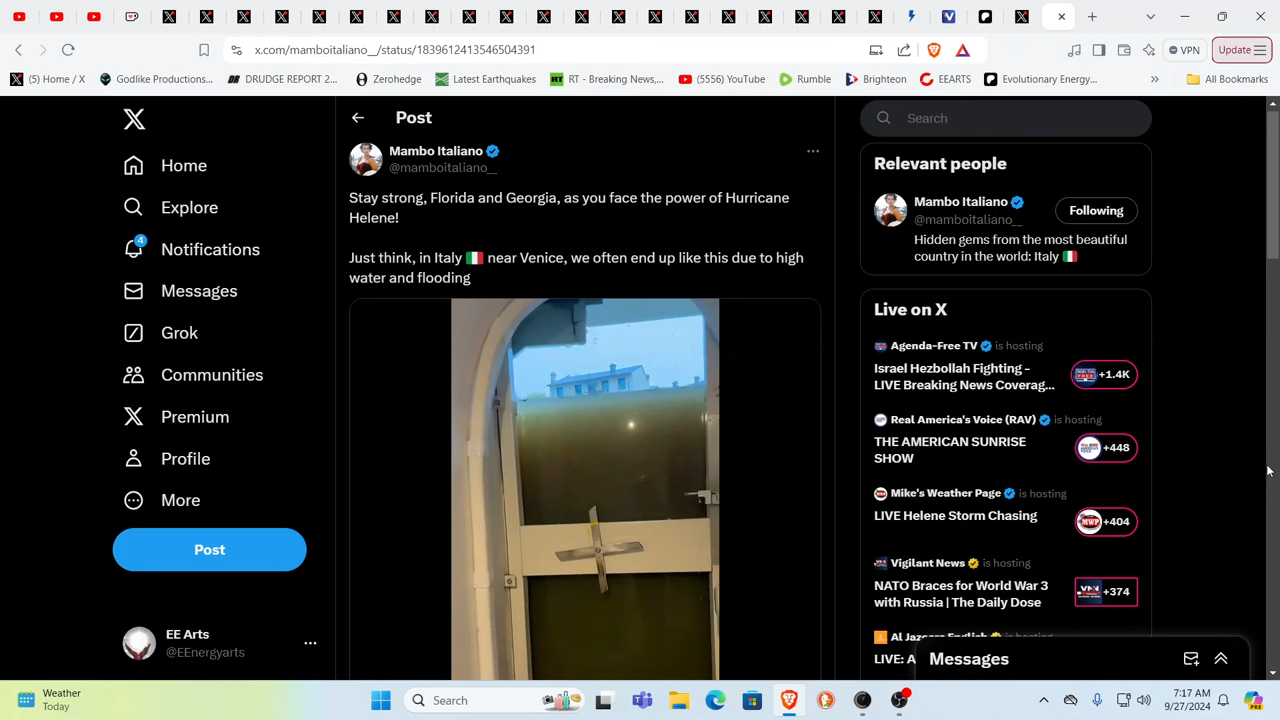 x.com/mamboitaliano__/status/1839612413546504391
VPN
Update
(5) Home / X
Godlike Productions...
DRUDGE REPORT 2...
Zerohedge
Latest Earthquakes
RT - Breaking News,...
(5555) YouTube
Rumble
Brighteon
EEARTS
Evolutionary Energy...
All Bookmarks
Home
Explore
4
Notifications
Messages
Grok
Communities
Premium
Profile
More
Post
EE Arts
@EEnergyarts
Post
Mambo Italiano
@mamboitaliano__
Stay strong, Florida and Georgia, as you face the power of Hurricane
Helene!
Just think, in Italy 🇮🇹 near Venice, we often end up like this due to high
water and flooding
Search
Relevant people
Mambo Italiano
@mamboitaliano__
Following
Hidden gems from the most beautiful
country in the world: Italy 🇮🇹
Live on X
Agenda-Free TV is hosting
Israel Hezbollah Fighting –
LIVE Breaking News Coverag...
+1.4K
Real America's Voice (RAV) is hosting
THE AMERICAN SUNRISE
SHOW
+448
Mike's Weather Page is hosting
LIVE Helene Storm Chasing
MWP
+404
Vigilant News is hosting
NATO Braces for World War 3
with Russia | The Daily Dose
+374
Messages
Weather
Today
Search
7:17 AM
9/27/2024
PRE